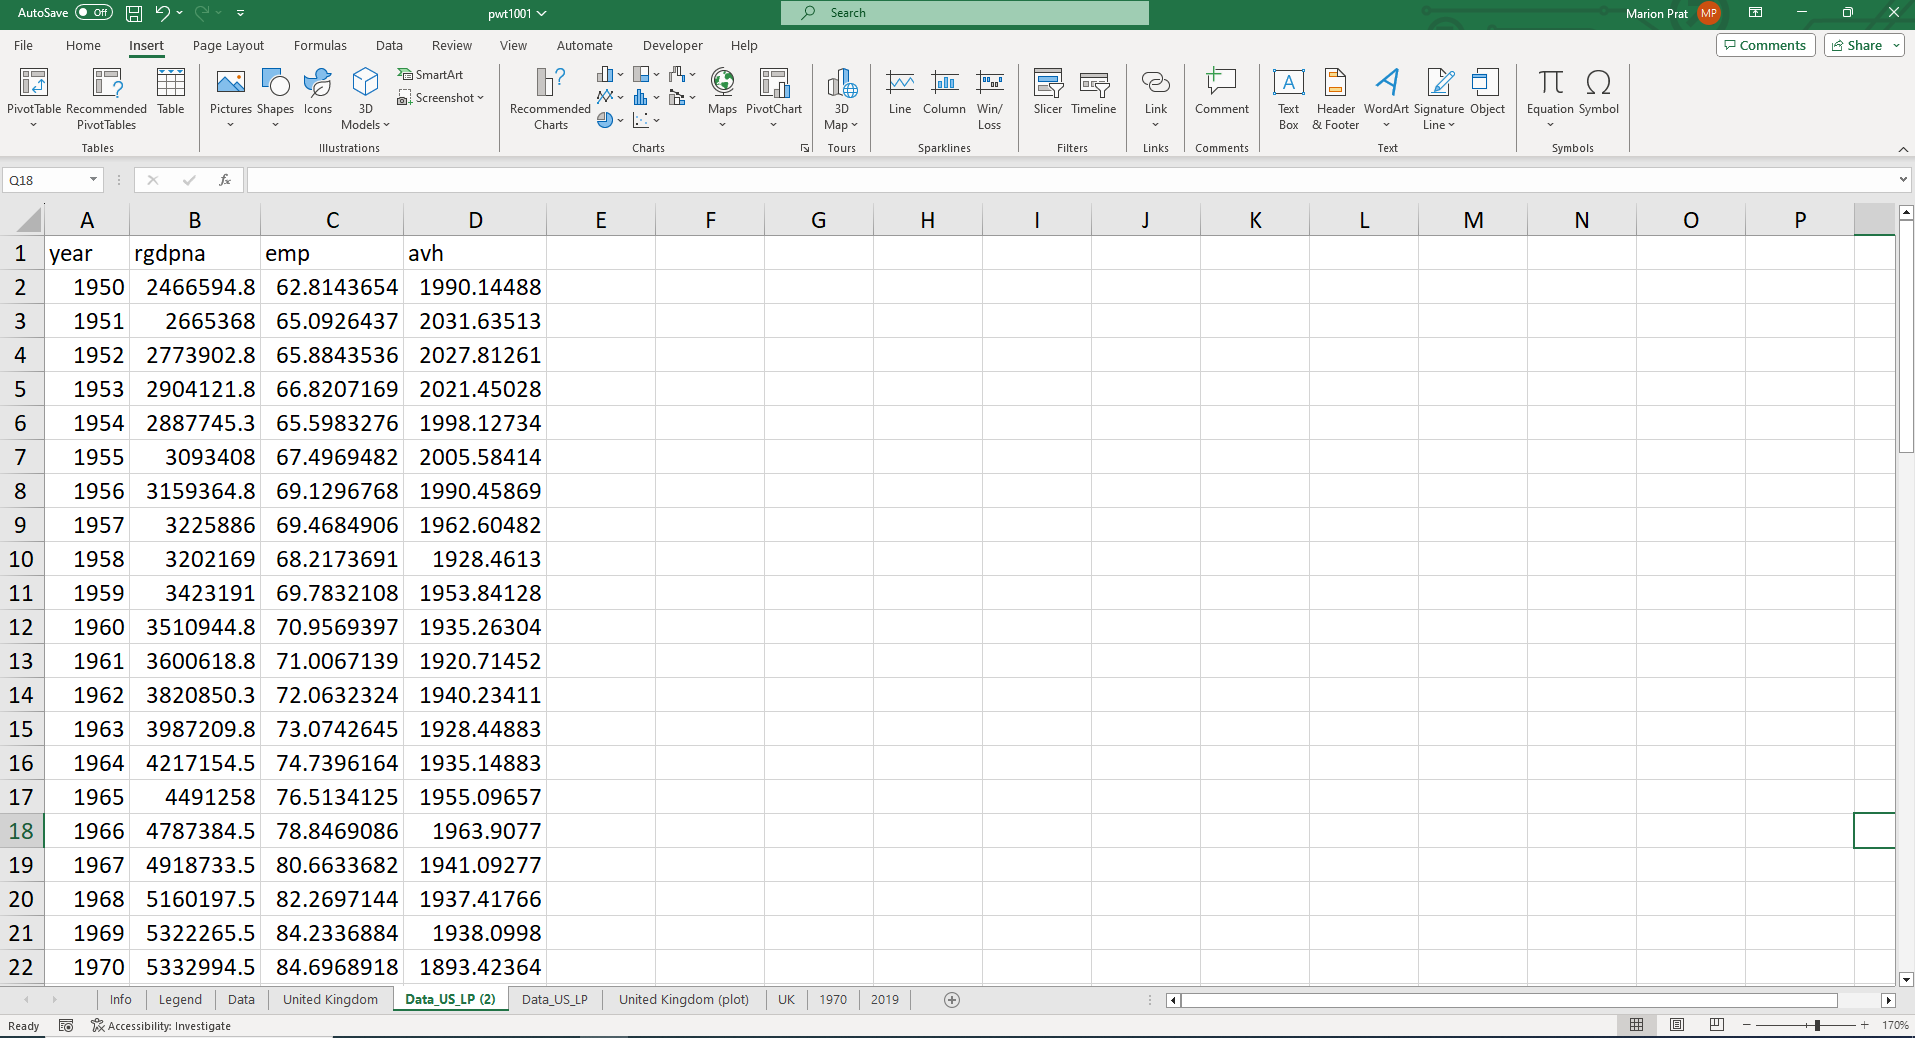 AutoSave Off pwt1001 Search Marion Prat MP
File Home Insert Page Layout Formulas Data Review View Automate Developer Help Comments Share
PivotTable Recommended PivotTables Table
Tables
Pictures Shapes Icons 3D Models SmartArt Screenshot
Illustrations
Recommended Charts Maps PivotChart
Charts
3D Map
Tours
Line Column Win/Loss
Sparklines
Slicer Timeline
Filters
Link
Links
Comment
Comments
Text Box Header & Footer WordArt Signature Line Object
Text
Equation Symbol
Symbols
Q18 fx
A B C D E F G H I J K L M N O P
1 year rgdpna emp avh
2 1950 2466594.8 62.8143654 1990.14488
3 1951 2665368 65.0926437 2031.63513
4 1952 2773902.8 65.8843536 2027.81261
5 1953 2904121.8 66.8207169 2021.45028
6 1954 2887745.3 65.5983276 1998.12734
7 1955 3093408 67.4969482 2005.58414
8 1956 3159364.8 69.1296768 1990.45869
9 1957 3225886 69.4684906 1962.60482
10 1958 3202169 68.2173691 1928.4613
11 1959 3423191 69.7832108 1953.84128
12 1960 3510944.8 70.9569397 1935.26304
13 1961 3600618.8 71.0067139 1920.71452
14 1962 3820850.3 72.0632324 1940.23411
15 1963 3987209.8 73.0742645 1928.44883
16 1964 4217154.5 74.7396164 1935.14883
17 1965 4491258 76.5134125 1955.09657
18 1966 4787384.5 78.8469086 1963.9077
19 1967 4918733.5 80.6633682 1941.09277
20 1968 5160197.5 82.2697144 1937.41766
21 1969 5322265.5 84.2336884 1938.0998
22 1970 5332994.5 84.6968918 1893.42364
Info Legend Data United Kingdom Data_US_LP (2) Data_US_LP United Kingdom (plot) UK 1970 2019
Ready Accessibility: Investigate 170%